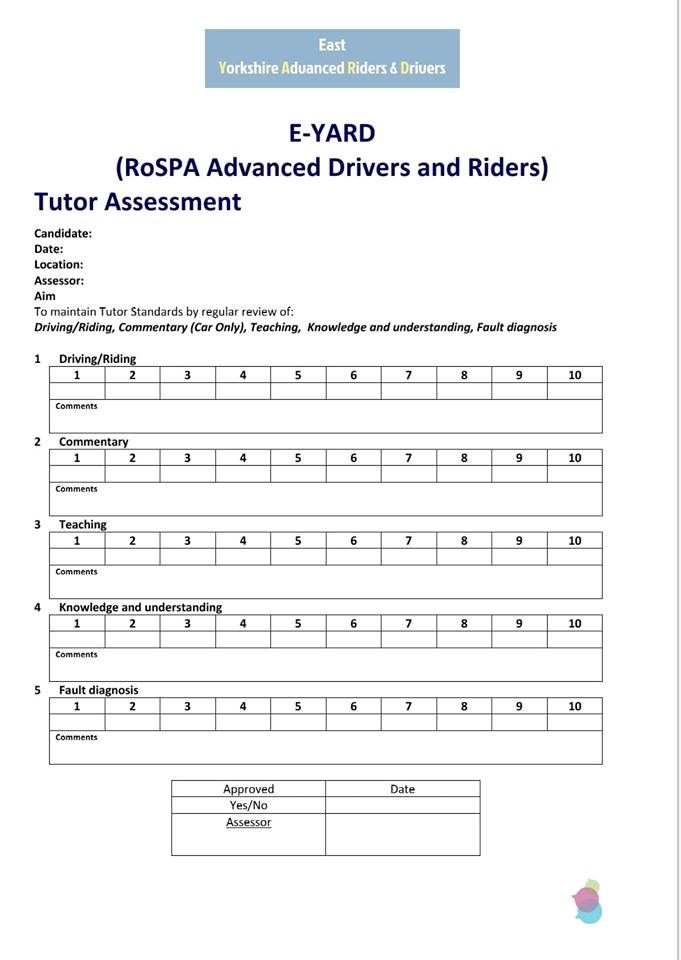 East
Yorkshire Advanced Riders & Drivers
E-YARD
(RoSPA Advanced Drivers and Riders)
Tutor Assessment
Candidate:
Date:
Location:
Assessor:
Aim
To maintain Tutor Standards by regular review of:
Driving/Riding, Commentary (Car Only), Teaching, Knowledge and understanding, Fault diagnosis
1 Driving/Riding
1 2 3 4 5 6 7 8 9 10
Comments
2 Commentary
1 2 3 4 5 6 7 8 9 10
Comments
3 Teaching
1 2 3 4 5 6 7 8 9 10
Comments
4 Knowledge and understanding
1 2 3 4 5 6 7 8 9 10
Comments
5 Fault diagnosis
1 2 3 4 5 6 7 8 9 10
Comments
Approved Date
Yes/No
Assessor